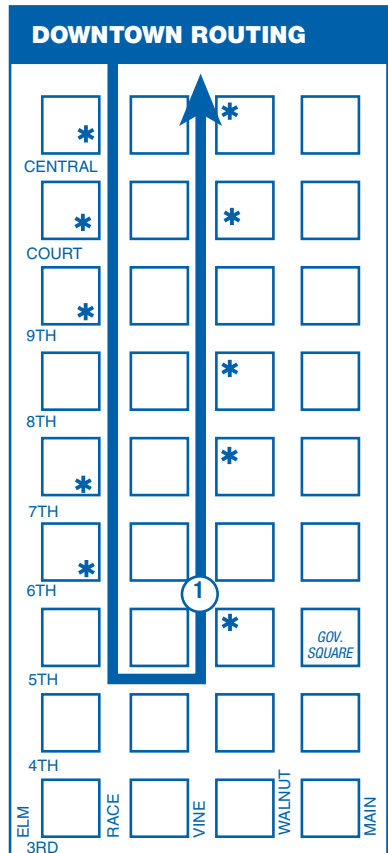 DOWNTOWN ROUTING
CENTRAL
COURT
9TH
8TH
7TH
6TH
1
GOV.
SQUARE
5TH
4TH
ELM
RACE
VINE
WALNUT
MAIN
3RD